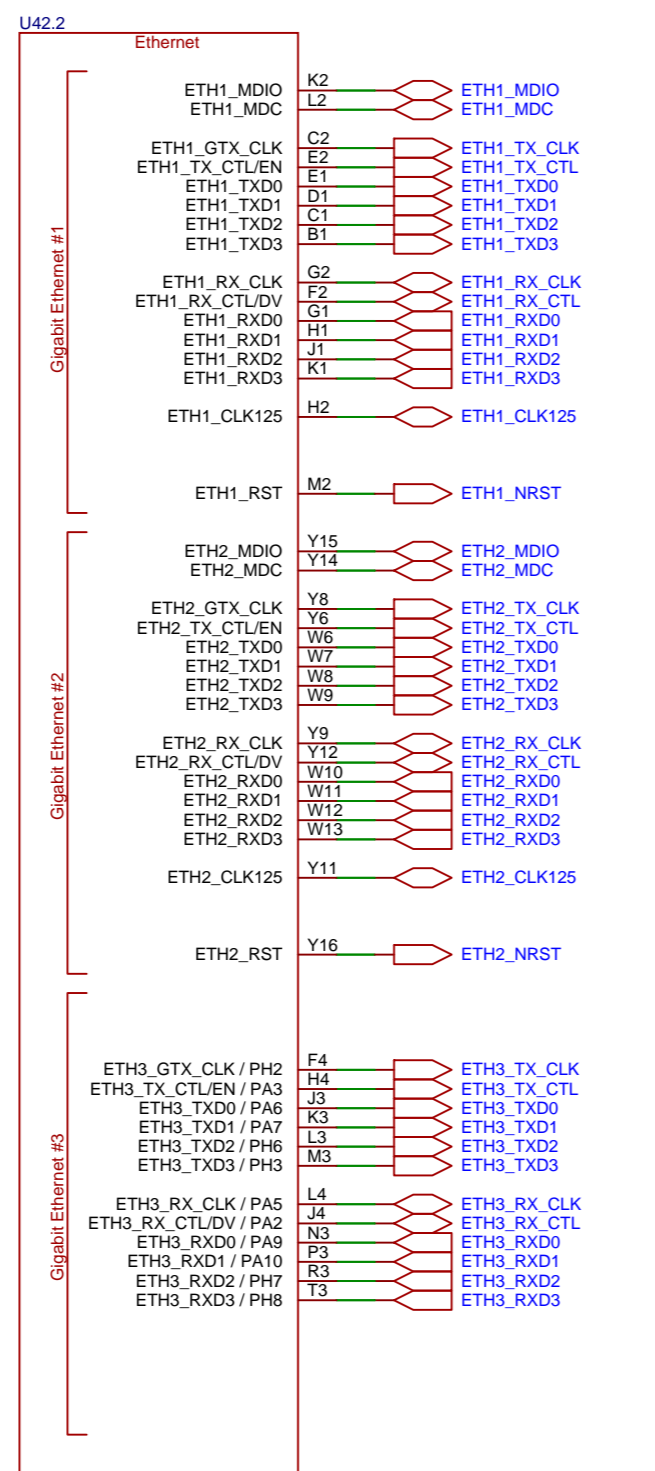 U42.2
Ethernet
Gigabit Ethernet #1
ETH1_MDIO K2 ETH1_MDIO
ETH1_MDC L2 ETH1_MDC
ETH1_GTX_CLK C2 ETH1_TX_CLK
ETH1_TX_CTL/EN E2 ETH1_TX_CTL
ETH1_TXD0 E1 ETH1_TXD0
ETH1_TXD1 D1 ETH1_TXD1
ETH1_TXD2 C1 ETH1_TXD2
ETH1_TXD3 B1 ETH1_TXD3
ETH1_RX_CLK G2 ETH1_RX_CLK
ETH1_RX_CTL/DV F2 ETH1_RX_CTL
ETH1_RXD0 G1 ETH1_RXD0
ETH1_RXD1 H1 ETH1_RXD1
ETH1_RXD2 J1 ETH1_RXD2
ETH1_RXD3 K1 ETH1_RXD3
ETH1_CLK125 H2 ETH1_CLK125
ETH1_RST M2 ETH1_NRST
Gigabit Ethernet #2
ETH2_MDIO Y15 ETH2_MDIO
ETH2_MDC Y14 ETH2_MDC
ETH2_GTX_CLK Y8 ETH2_TX_CLK
ETH2_TX_CTL/EN Y6 ETH2_TX_CTL
ETH2_TXD0 W6 ETH2_TXD0
ETH2_TXD1 W7 ETH2_TXD1
ETH2_TXD2 W8 ETH2_TXD2
ETH2_TXD3 W9 ETH2_TXD3
ETH2_RX_CLK Y9 ETH2_RX_CLK
ETH2_RX_CTL/DV Y12 ETH2_RX_CTL
ETH2_RXD0 W10 ETH2_RXD0
ETH2_RXD1 W11 ETH2_RXD1
ETH2_RXD2 W12 ETH2_RXD2
ETH2_RXD3 W13 ETH2_RXD3
ETH2_CLK125 Y11 ETH2_CLK125
ETH2_RST Y16 ETH2_NRST
Gigabit Ethernet #3
ETH3_GTX_CLK / PH2 F4 ETH3_TX_CLK
ETH3_TX_CTL/EN / PA3 H4 ETH3_TX_CTL
ETH3_TXD0 / PA6 J3 ETH3_TXD0
ETH3_TXD1 / PA7 K3 ETH3_TXD1
ETH3_TXD2 / PH6 L3 ETH3_TXD2
ETH3_TXD3 / PH3 M3 ETH3_TXD3
ETH3_RX_CLK / PA5 L4 ETH3_RX_CLK
ETH3_RX_CTL/DV / PA2 J4 ETH3_RX_CTL
ETH3_RXD0 / PA9 N3 ETH3_RXD0
ETH3_RXD1 / PA10 P3 ETH3_RXD1
ETH3_RXD2 / PH7 R3 ETH3_RXD2
ETH3_RXD3 / PH8 T3 ETH3_RXD3